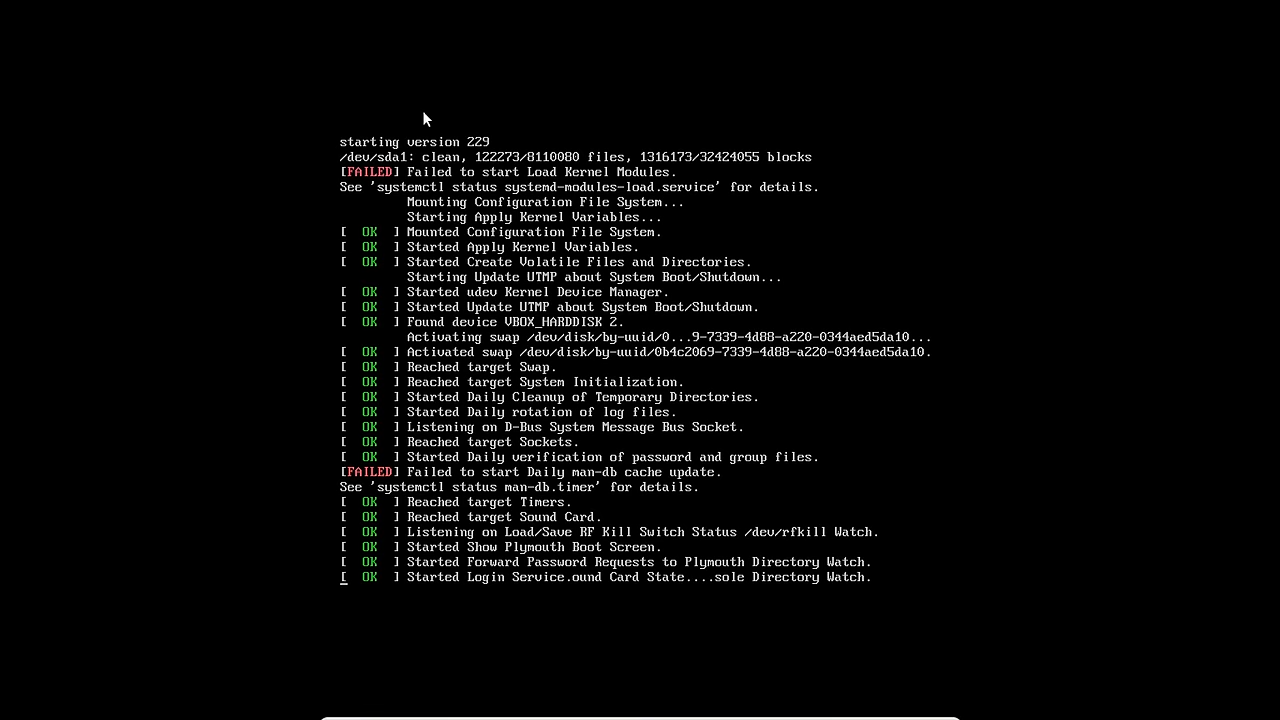 starting version 229
/dev/sda1: clean, 122273/8110080 files, 1316173/32424055 blocks
[FAILED] Failed to start Load Kernel Modules.
See 'systemctl status systemd-modules-load.service' for details.
         Mounting Configuration File System...
         Starting Apply Kernel Variables...
[  OK  ] Mounted Configuration File System.
[  OK  ] Started Apply Kernel Variables.
[  OK  ] Started Create Volatile Files and Directories.
         Starting Update UTMP about System Boot/Shutdown...
[  OK  ] Started udev Kernel Device Manager.
[  OK  ] Started Update UTMP about System Boot/Shutdown.
[  OK  ] Found device VBOX_HARDDISK 2.
         Activating swap /dev/disk/by-uuid/0...9-7339-4d88-a220-0344aed5da10...
[  OK  ] Activated swap /dev/disk/by-uuid/0b4c2069-7339-4d88-a220-0344aed5da10.
[  OK  ] Reached target Swap.
[  OK  ] Reached target System Initialization.
[  OK  ] Started Daily Cleanup of Temporary Directories.
[  OK  ] Started Daily rotation of log files.
[  OK  ] Listening on D-Bus System Message Bus Socket.
[  OK  ] Reached target Sockets.
[  OK  ] Started Daily verification of password and group files.
[FAILED] Failed to start Daily man-db cache update.
See 'systemctl status man-db.timer' for details.
[  OK  ] Reached target Timers.
[  OK  ] Reached target Sound Card.
[  OK  ] Listening on Load/Save RF Kill Switch Status /dev/rfkill Watch.
[  OK  ] Started Show Plymouth Boot Screen.
[  OK  ] Started Forward Password Requests to Plymouth Directory Watch.
[  OK  ] Started Login Service.ound Card State....sole Directory Watch.